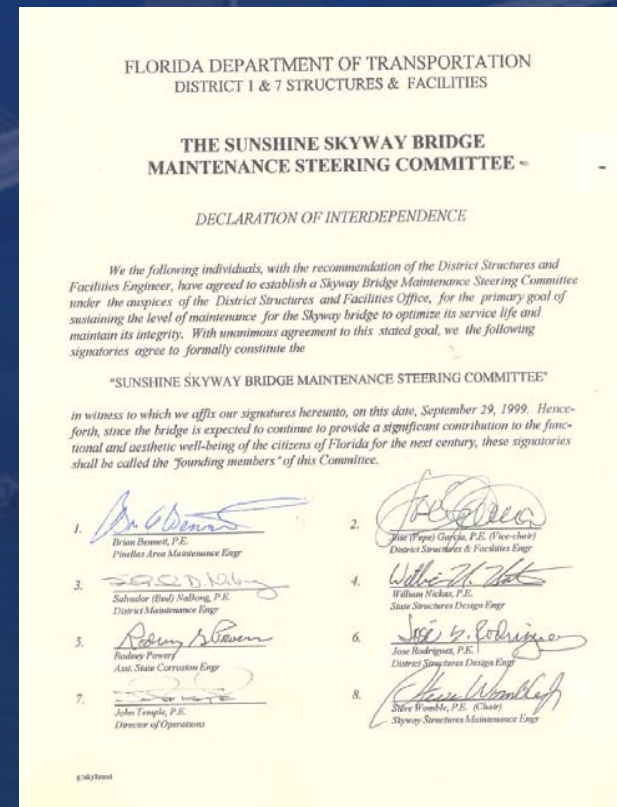 FLORIDA DEPARTMENT OF TRANSPORTATION
DISTRICT 1 & 7 STRUCTURES & FACILITIES
THE SUNSHINE SKYWAY BRIDGE
MAINTENANCE STEERING COMMITTEE
DECLARATION OF INTERDEPENDENCE
We the following individuals, with the recommendation of the District Structures and
Facilities Engineer, have agreed to establish a Skyway Bridge Maintenance Steering Committee
under the auspices of the District Structures and Facilities Office, for the primary goal of
sustaining the level of maintenance for the Skyway bridge to optimize its service life and
maintain its integrity. With unanimous agreement to this stated goal, we the following
signatories agree to formally constitute the
"SUNSHINE SKYWAY BRIDGE MAINTENANCE STEERING COMMITTEE"
in witness to which we affix our signatures hereunto, on this date, September 29, 1999. Hence-
forth, since the bridge is expected to continue to provide a significant contribution to the func-
tional and aesthetic well-being of the citizens of Florida for the next century, these signatories
shall be called the "founding members" of this Committee.
1.
Brian Bennett, P.E.
Pinellas Area Maintenance Engr
2.
Jose (Pepe) Garcia, P.E. (Vice-chair)
District Structures & Facilities Engr
3.
Salvador (Bud) NaBong, P.E.
District Maintenance Engr
4.
William Nickas, P.E.
State Structures Design Engr
5.
Rodney Powers
Asst. State Corrosion Engr
6.
Jose Rodriguez, P.E.
District Structures Design Engr
7.
John Temple, P.E.
Director of Operations
8.
Steve Womble, P.E. (Chair)
Skyway Structures Maintenance Engr